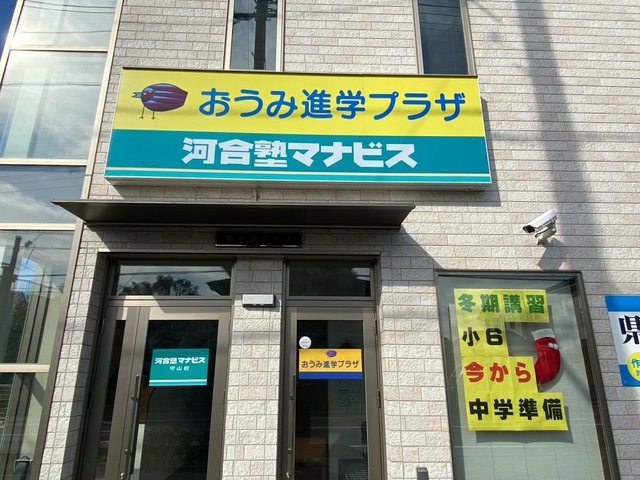 おうみ進学プラザ
河合塾マナビス
河合塾マナビス
守山校
おうみ進学プラザ
冬期講習
小6
今から
中学準備